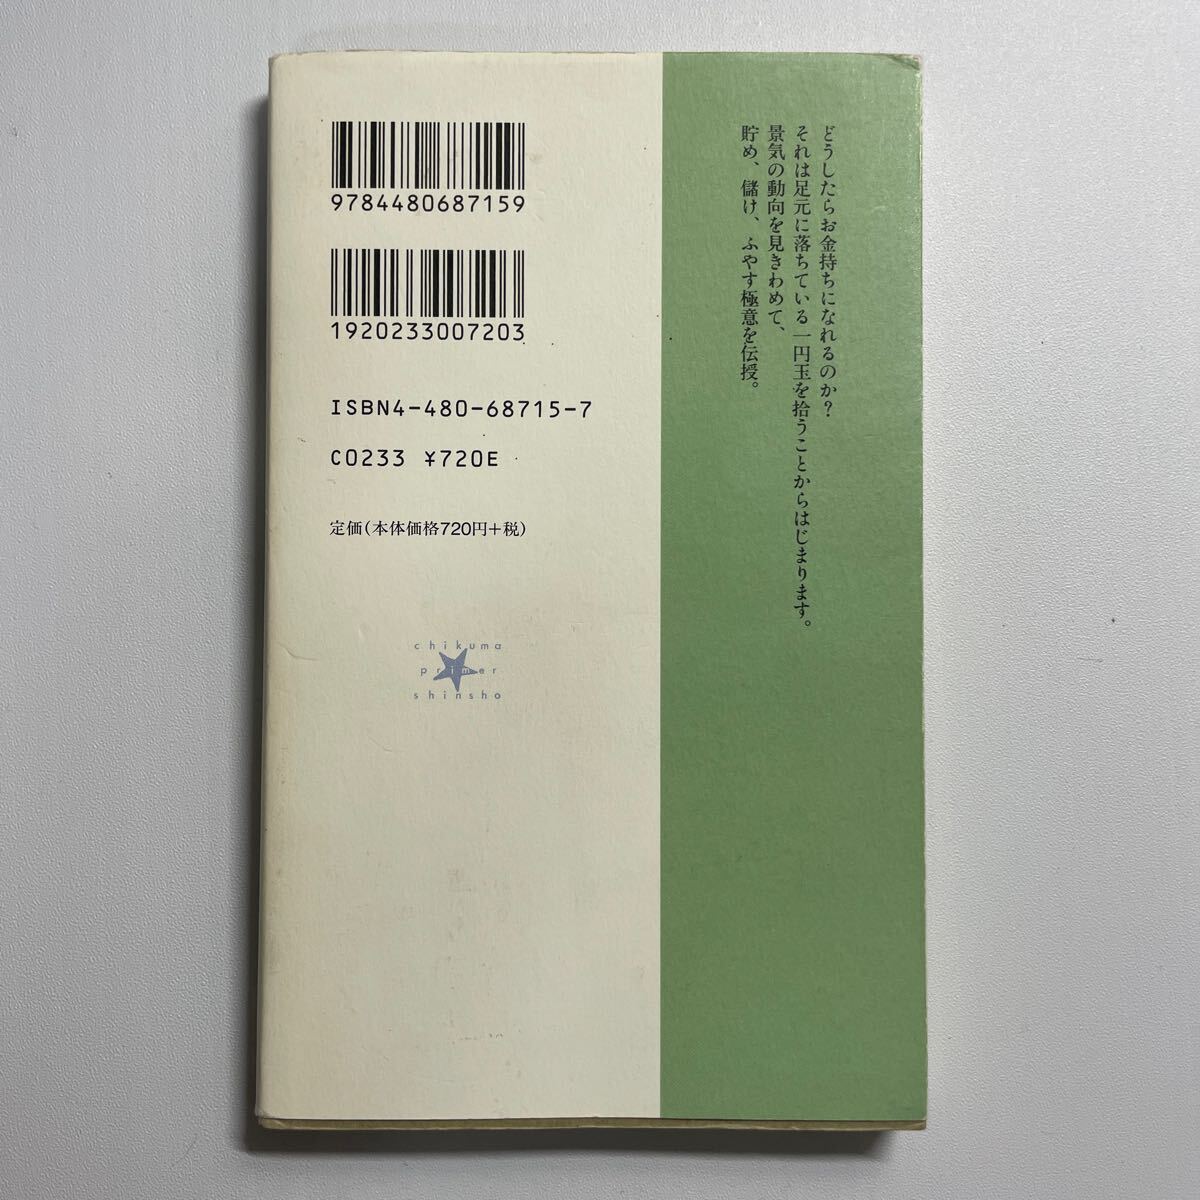 どうしたらお金持ちになれるのか?
それは足元に落ちている一円玉を拾うことからはじまります。
景気の動向を見きわめて、
貯め、儲け、ふやす極意を伝授。
9784480687159
1920233007203
ISBN4-480-68715-7
C0233 ¥720E
定価(本体価格720円+税)
chikuma
primer
shinsho